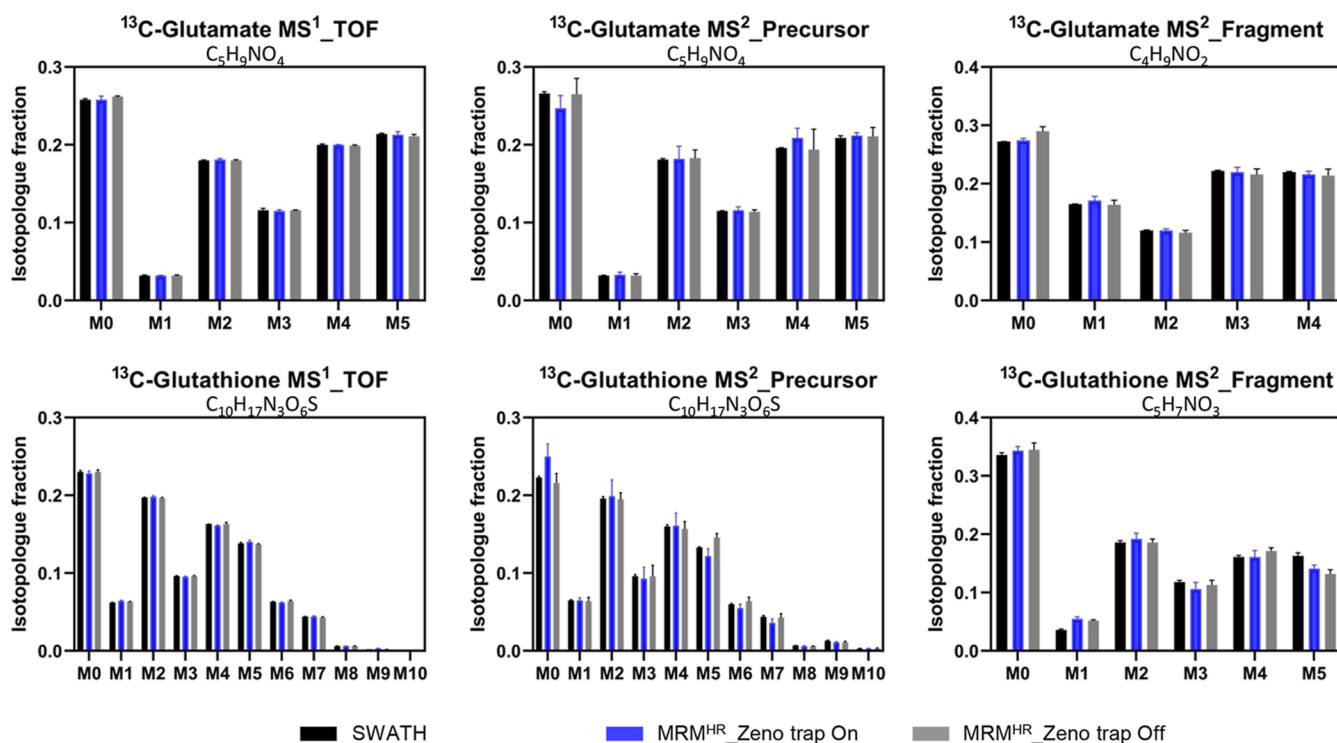 ¹³C-Glutamate MS¹_TOF
C₅H₉NO₄
Isotopologue fraction
0.3
0.2
0.1
0.0
M0 M1 M2 M3 M4 M5
¹³C-Glutamate MS²_Precursor
C₅H₉NO₄
Isotopologue fraction
0.3
0.2
0.1
0.0
M0 M1 M2 M3 M4 M5
¹³C-Glutamate MS²_Fragment
C₄H₉NO₂
Isotopologue fraction
0.4
0.3
0.2
0.1
0.0
M0 M1 M2 M3 M4
¹³C-Glutathione MS¹_TOF
C₁₀H₁₇N₃O₆S
Isotopologue fraction
0.3
0.2
0.1
0.0
M0 M1 M2 M3 M4 M5 M6 M7 M8 M9 M10
¹³C-Glutathione MS²_Precursor
C₁₀H₁₇N₃O₆S
Isotopologue fraction
0.3
0.2
0.1
0.0
M0 M1 M2 M3 M4 M5 M6 M7 M8 M9 M10
¹³C-Glutathione MS²_Fragment
C₅H₇NO₃
Isotopologue fraction
0.4
0.3
0.2
0.1
0.0
M0 M1 M2 M3 M4 M5
SWATH MRMᴴᴿ_Zeno trap On MRMᴴᴿ_Zeno trap Off